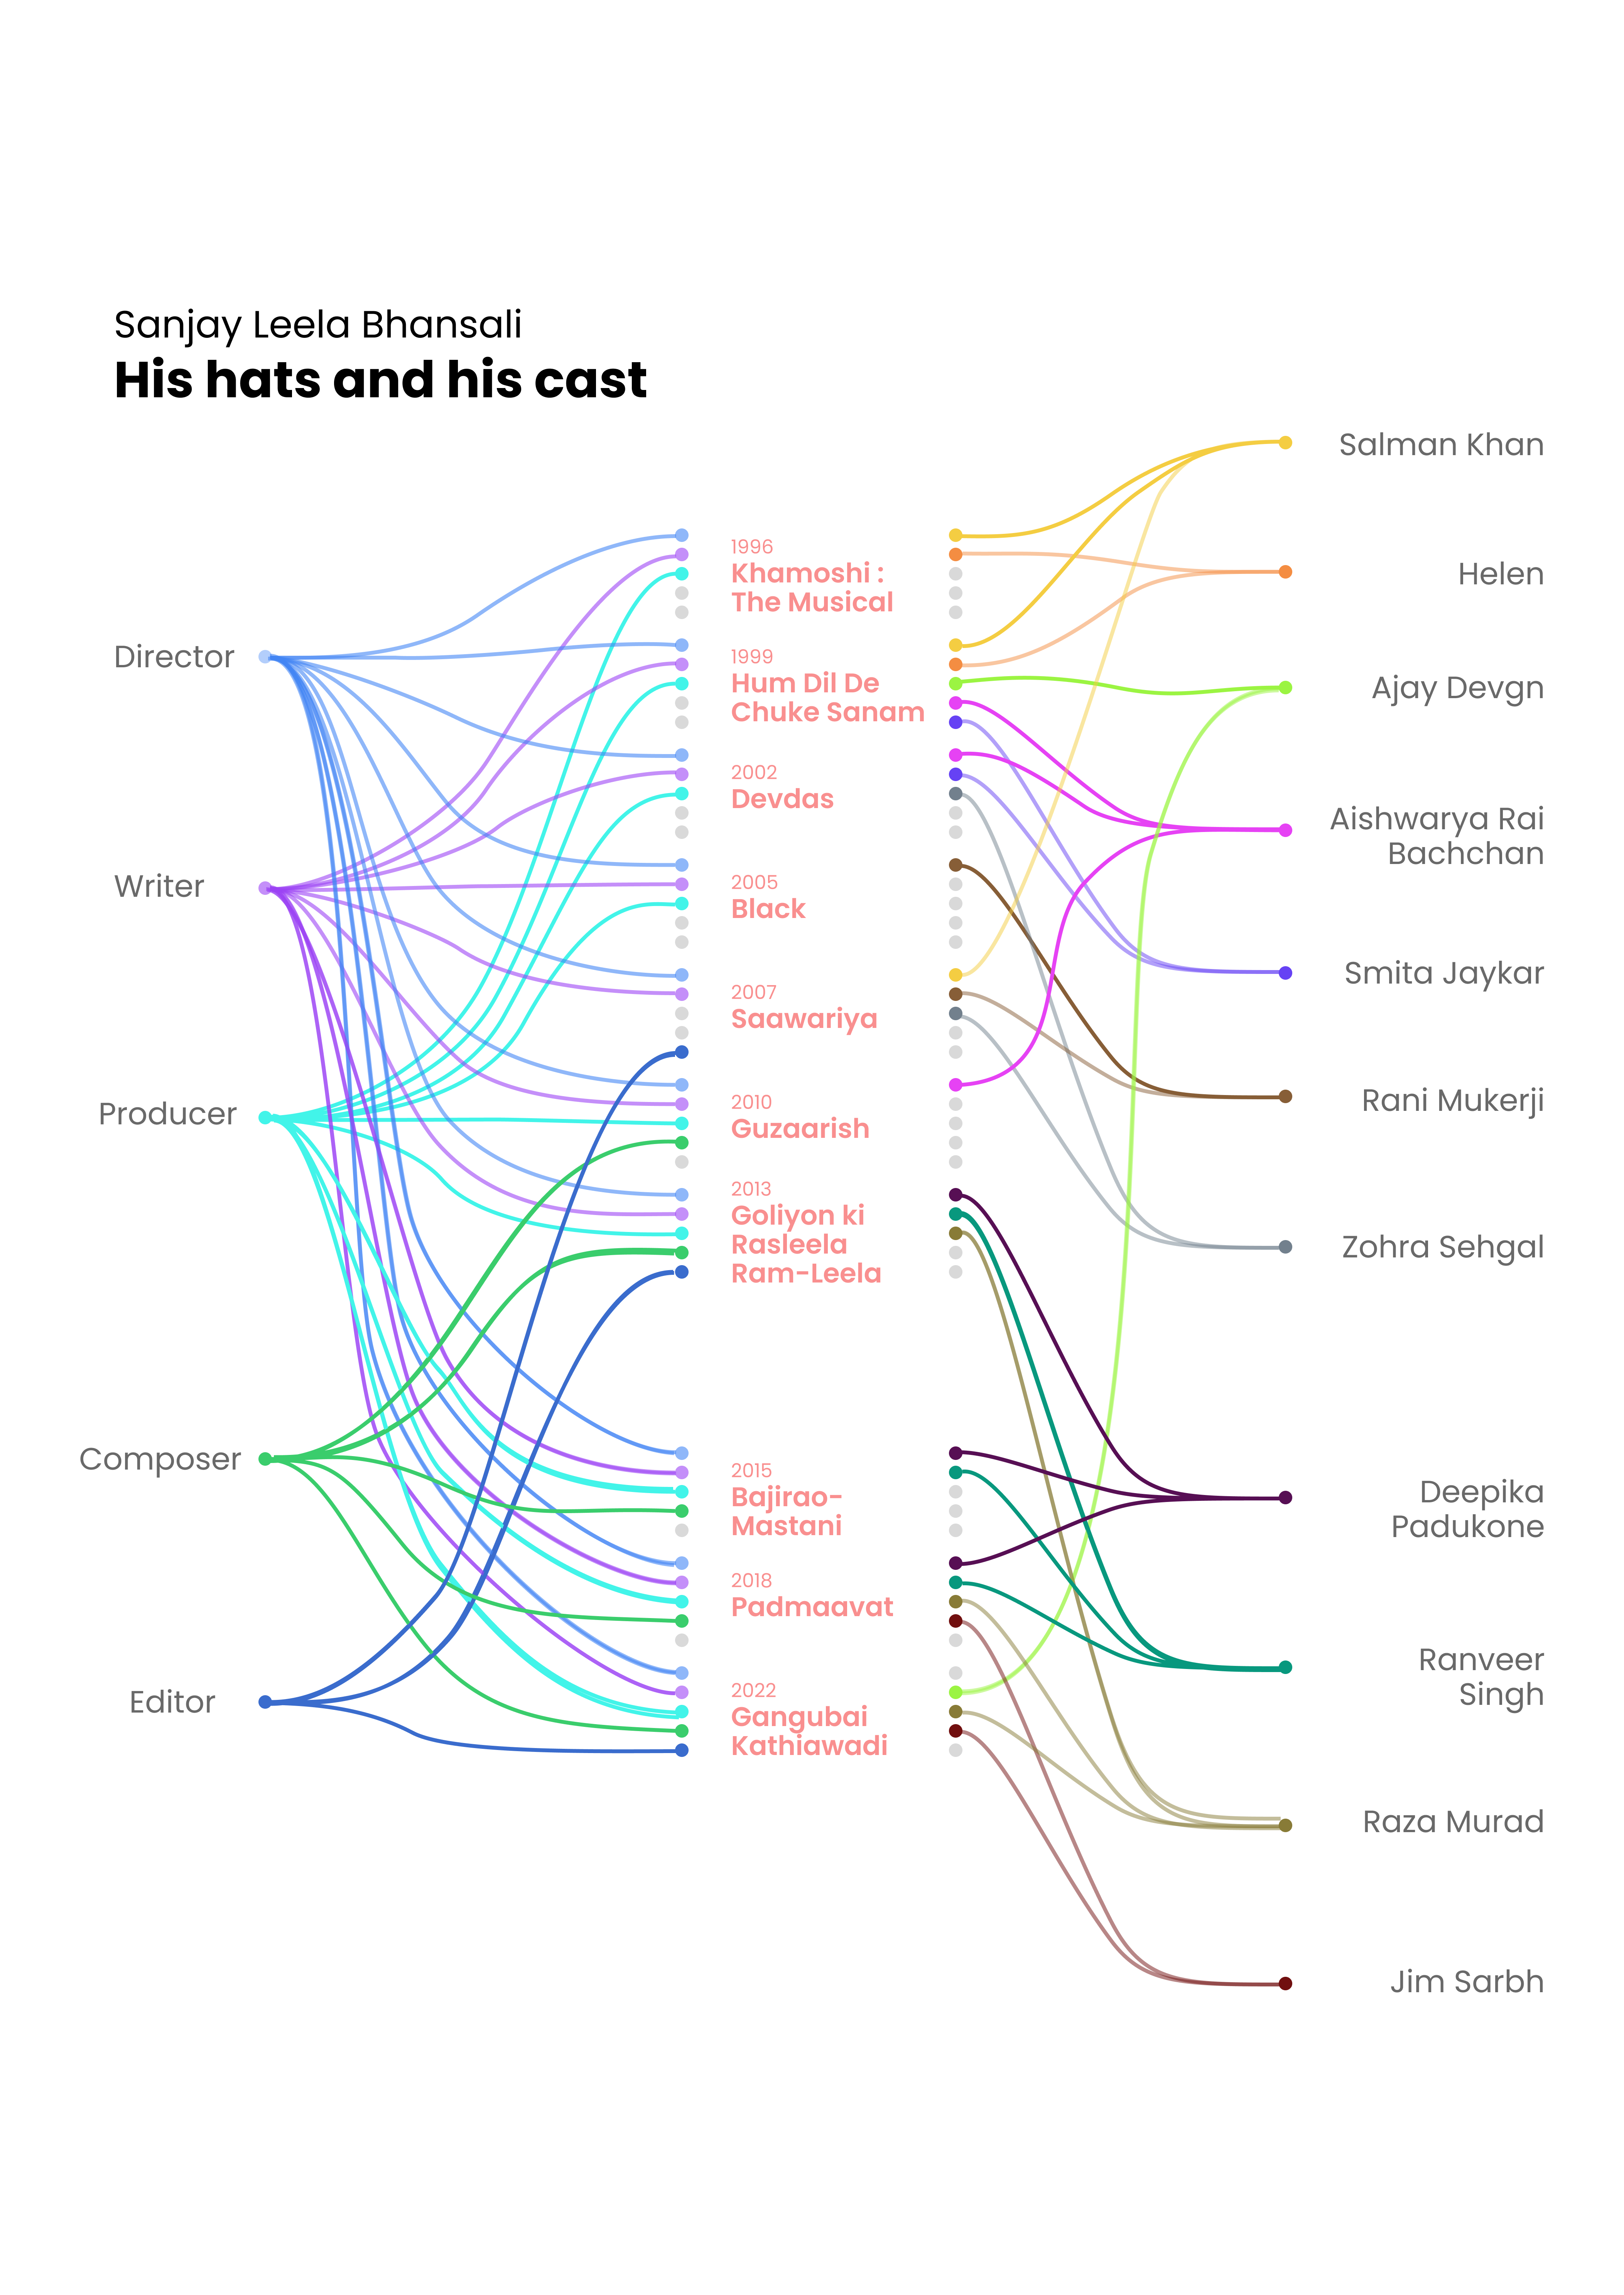 Sanjay Leela Bhansali
His hats and his cast
Director
Writer
Producer
Composer
Editor
1996
Khamoshi :
The Musical
1999
Hum Dil De
Chuke Sanam
2002
Devdas
2005
Black
2007
Saawariya
2010
Guzaarish
2013
Goliyon ki
Rasleela
Ram-Leela
2015
Bajirao-
Mastani
2018
Padmaavat
2022
Gangubai
Kathiawadi
Salman Khan
Helen
Ajay Devgn
Aishwarya Rai
Bachchan
Smita Jaykar
Rani Mukerji
Zohra Sehgal
Deepika
Padukone
Ranveer
Singh
Raza Murad
Jim Sarbh